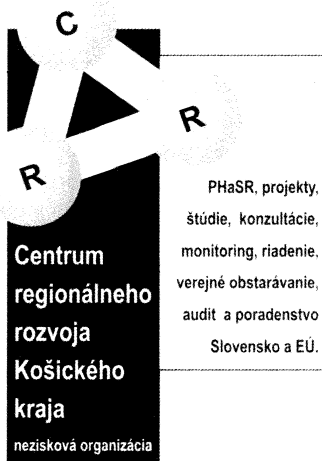 C
R
R
Centrum
regionálneho
rozvoja
Košického
kraja
nezisková organizácia
PHaSR, projekty,
štúdie, konzultácie,
monitoring, riadenie,
verejné obstarávanie,
audit a poradenstvo
Slovensko a EÚ.